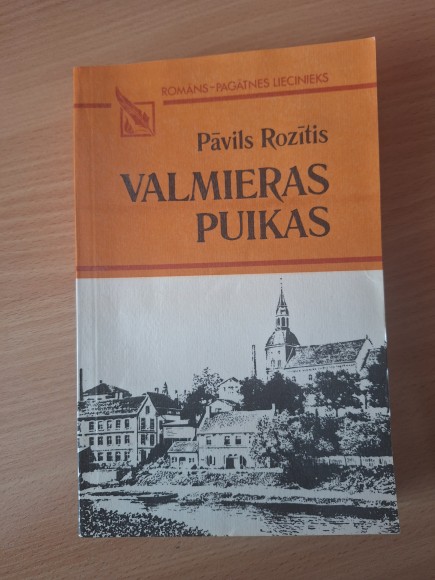 ROMĀNS–PAGĀTNES LIECINIEKS
Pāvils Rozītis
VALMIERAS
PUIKAS